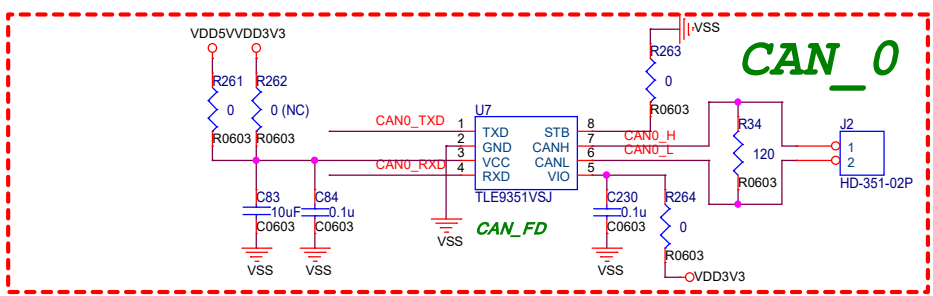 VDD5V VDD3V3
R261
0
R0603
R262
0 (NC)
R0603
VSS
R263
0
R0603
CAN_0
U7
CAN0_TXD
1
TXD
STB
8
2
GND
CANH
7
CAN0_H
3
VCC
CANL
6
CAN0_L
CAN0_RXD
4
RXD
VIO
5
TLE9351VSJ
R34
120
R0603
J2
1
2
HD-351-02P
C83
10uF
C0603
VSS
C84
0.1u
C0603
VSS
VSS
CAN_FD
C230
0.1u
C0603
VSS
R264
0
R0603
VDD3V3